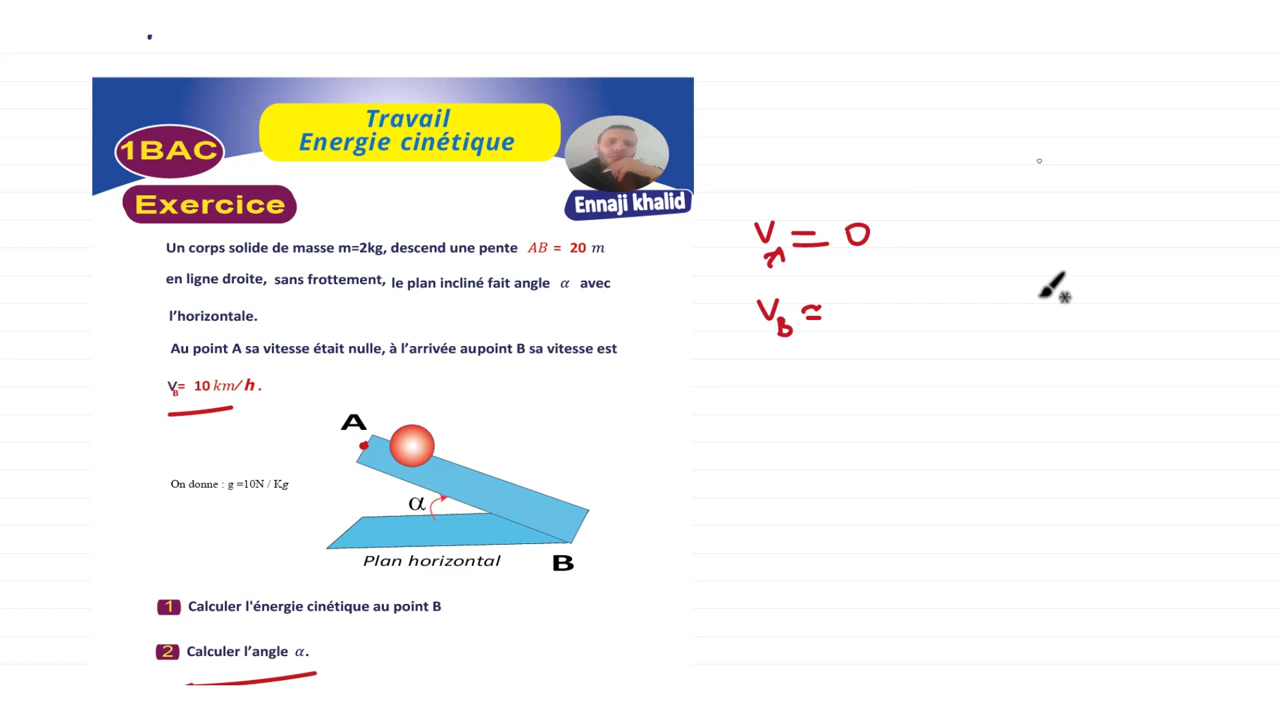 Travail
Energie cinétique
1BAC
Exercice
Ennaji khalid
Un corps solide de masse m=2kg, descend une pente AB = 20 m
en ligne droite, sans frottement, le plan incliné fait angle α avec
l'horizontale.
Au point A sa vitesse était nulle, à l'arrivée aupoint B sa vitesse est
VB= 10 km/h.
A
On donne : g =10N / Kg
α
Plan horizontal
B
1 Calculer l'énergie cinétique au point B
2 Calculer l'angle α.
VA = 0
VB ≃